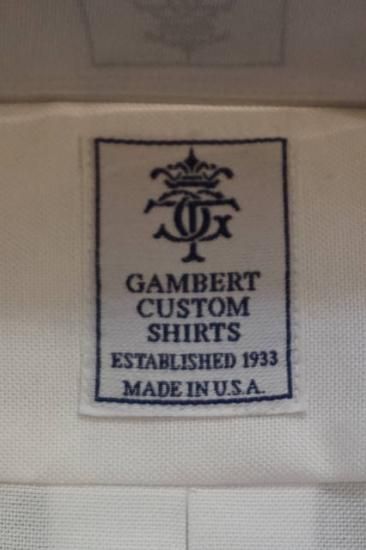 GAMBERT
CUSTOM
SHIRTS
ESTABLISHED 1933
MADE IN U.S.A.